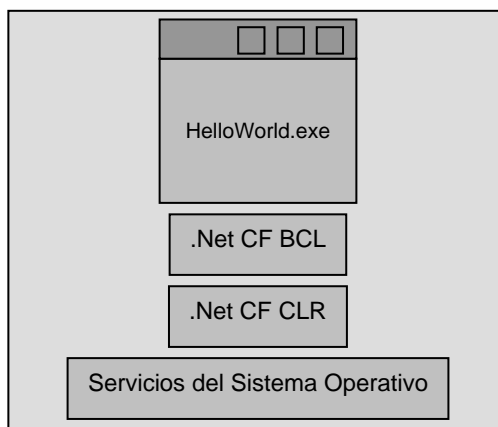 HelloWorld.exe
.Net CF BCL
.Net CF CLR
Servicios del Sistema Operativo